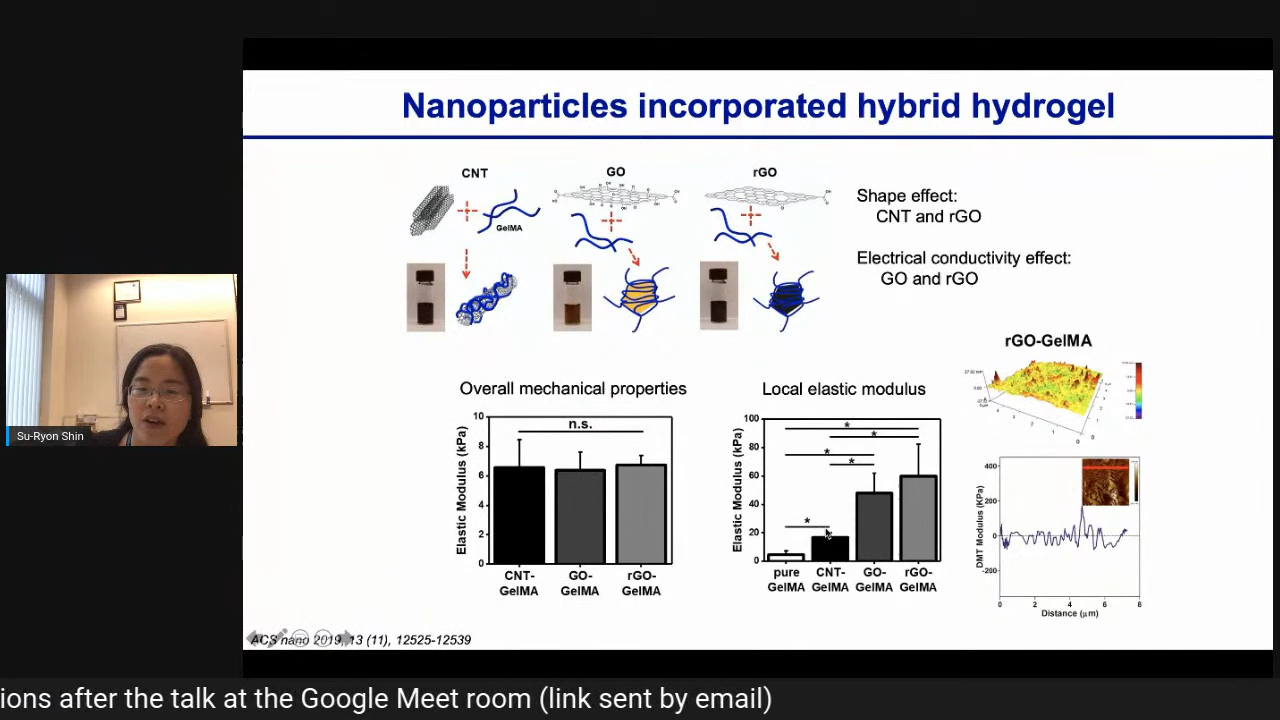 Nanoparticles incorporated hybrid hydrogel
CNT
GO
rGO
GelMA
Shape effect:
CNT and rGO
Electrical conductivity effect:
GO and rGO
rGO-GelMA
Overall mechanical properties
Elastic Modulus (kPa)
10
8
6
4
2
0
n.s.
CNT-
GelMA
GO-
GelMA
rGO-
GelMA
Local elastic modulus
Elastic Modulus (kPa)
100
80
60
40
20
0
*
*
*
*
*
pure
GelMA
CNT-
GelMA
GO-
GelMA
rGO-
GelMA
DMT Modulus (KPa)
400
200
0
-200
0 2 4 6 8
Distance (μm)
ACS nano 2019, 13 (11), 12525-12539
Su-Ryon Shin
ions after the talk at the Google Meet room (link sent by email)